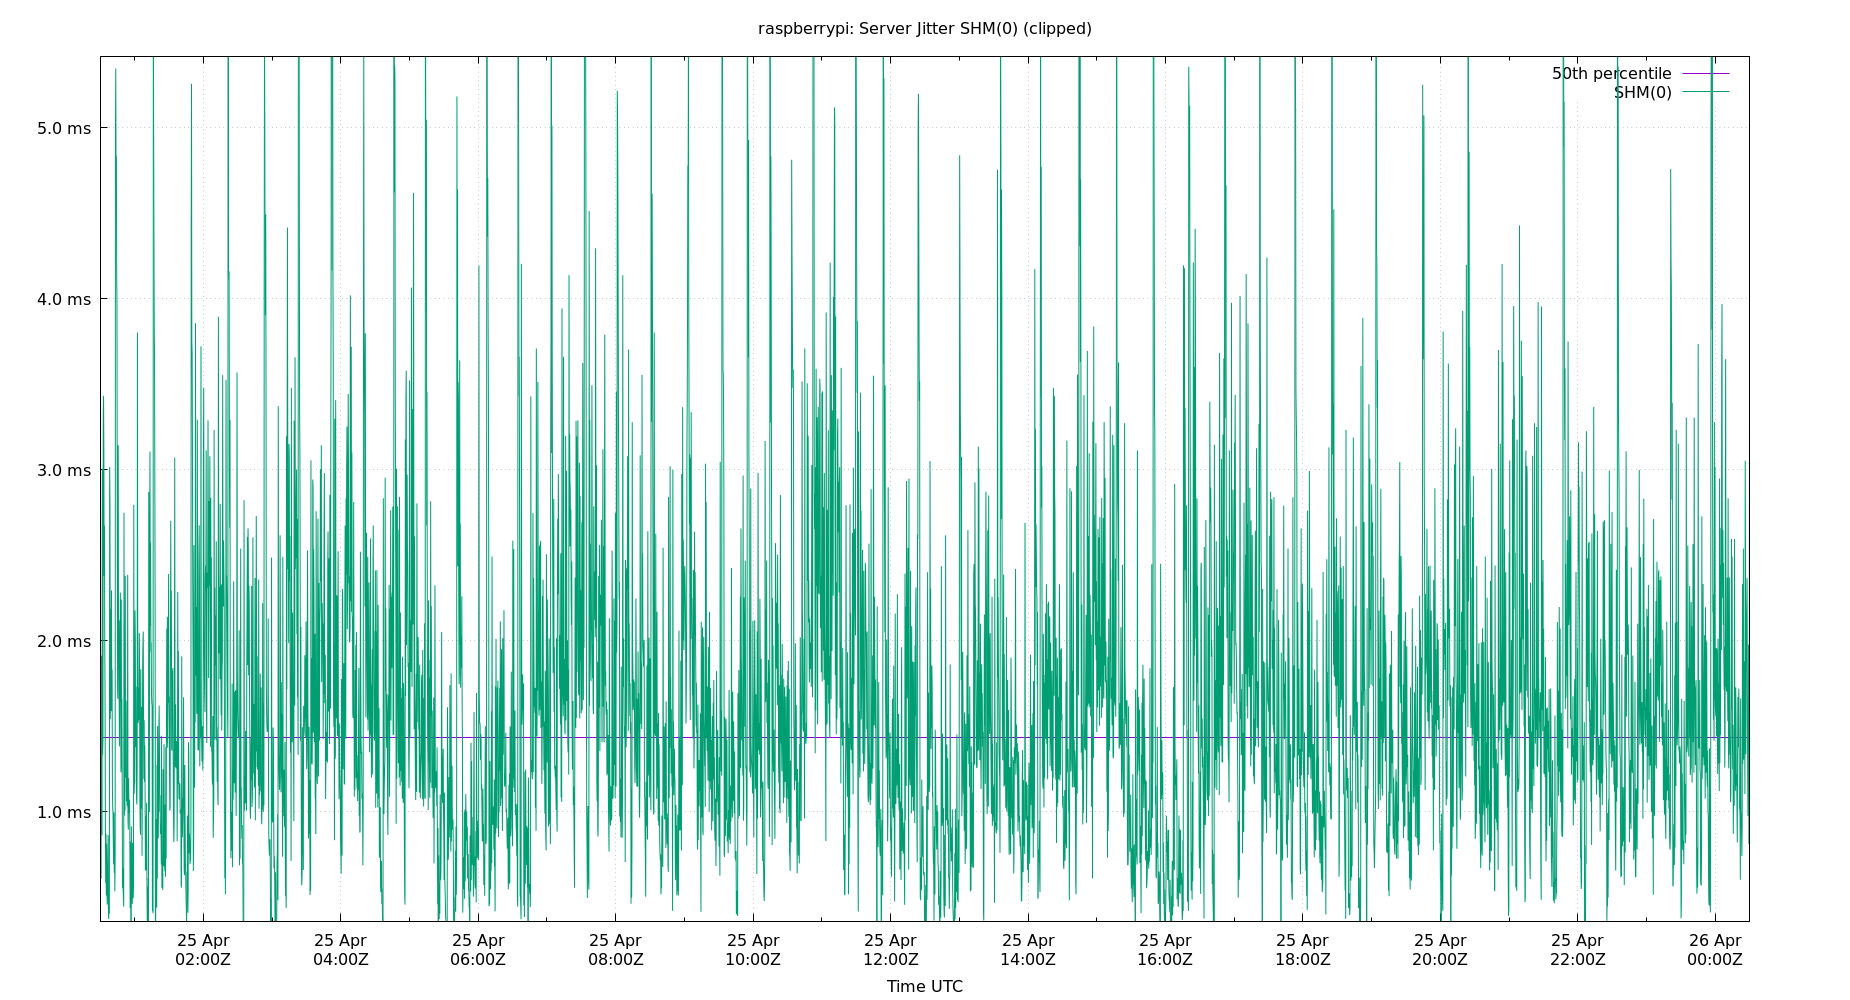 raspberrypi: Server Jitter SHM(0) (clipped)
50th percentile
SHM(0)
5.0 ms
4.0 ms
3.0 ms
2.0 ms
1.0 ms
25 Apr 25 Apr 25 Apr 25 Apr 25 Apr 25 Apr 25 Apr 25 Apr 25 Apr 25 Apr 25 Apr 26 Apr
02:00Z 04:00Z 06:00Z 08:00Z 10:00Z 12:00Z 14:00Z 16:00Z 18:00Z 20:00Z 22:00Z 00:00Z
Time UTC